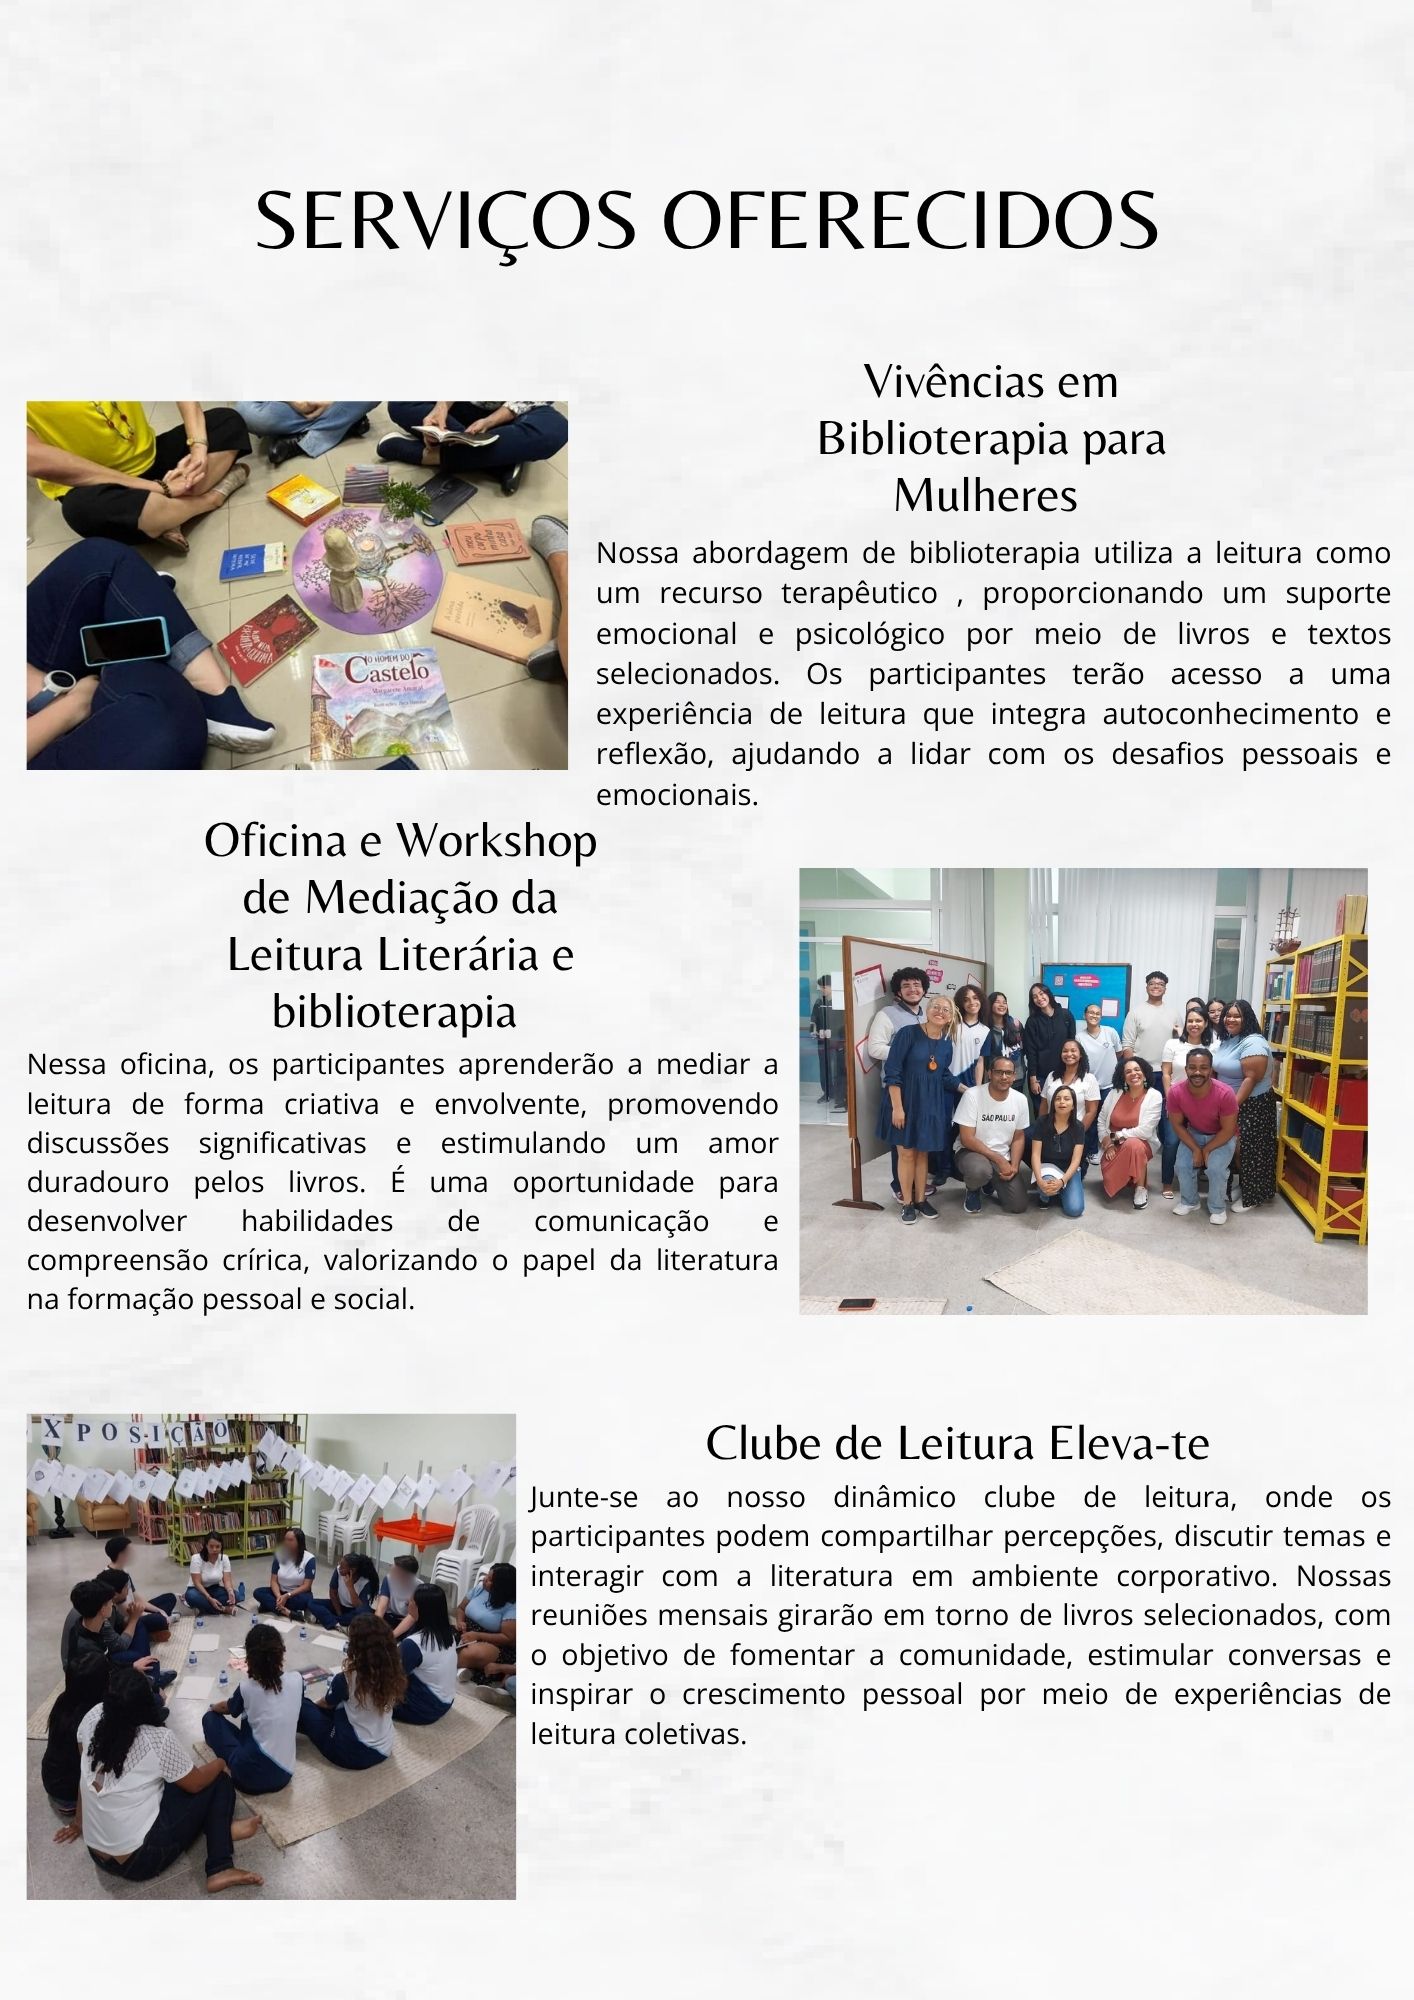 SERVIÇOS OFERECIDOS
Vivências em
Biblioterapia para
Mulheres
Nossa abordagem de biblioterapia utiliza a leitura como
um recurso terapêutico , proporcionando um suporte
emocional e psicológico por meio de livros e textos
selecionados. Os participantes terão acesso a uma
experiência de leitura que integra autoconhecimento e
reflexão, ajudando a lidar com os desafios pessoais e
emocionais.
O HOMEM DO
Castelo
Margarete Amaral
meu
corpo
minha
casa
Oficina e Workshop
de Mediação da
Leitura Literária e
biblioterapia
Nessa oficina, os participantes aprenderão a mediar a
leitura de forma criativa e envolvente, promovendo
discussões significativas e estimulando um amor
duradouro pelos livros. É uma oportunidade para
desenvolver habilidades de comunicação e
compreensão crírica, valorizando o papel da literatura
na formação pessoal e social.
SÃO PAULO
XPOSIÇÃO
Clube de Leitura Eleva-te
Junte-se ao nosso dinâmico clube de leitura, onde os
participantes podem compartilhar percepções, discutir temas e
interagir com a literatura em ambiente corporativo. Nossas
reuniões mensais girarão em torno de livros selecionados, com
o objetivo de fomentar a comunidade, estimular conversas e
inspirar o crescimento pessoal por meio de experiências de
leitura coletivas.